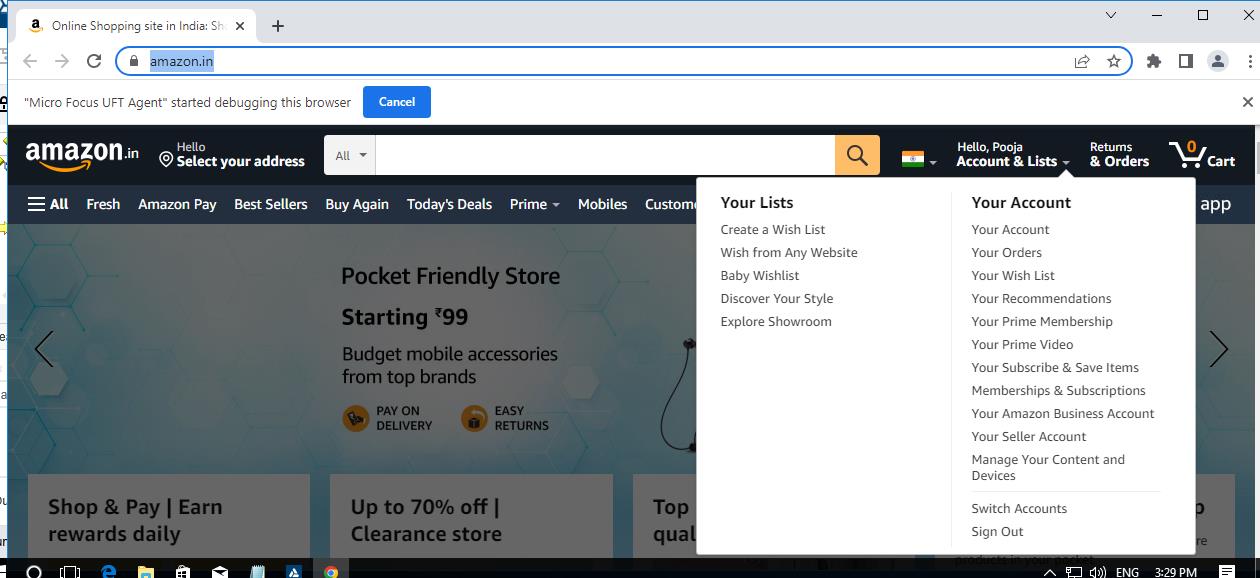 Online Shopping site in India: Sh
amazon.in
"Micro Focus UFT Agent" started debugging this browser
Cancel
amazon.in
Hello
Select your address
All
Hello, Pooja
Account & Lists
Returns
& Orders
0
Cart
All Fresh Amazon Pay Best Sellers Buy Again Today's Deals Prime Mobiles Custome
app
Your Lists
Create a Wish List
Wish from Any Website
Baby Wishlist
Discover Your Style
Explore Showroom
Your Account
Your Account
Your Orders
Your Wish List
Your Recommendations
Your Prime Membership
Your Prime Video
Your Subscribe & Save Items
Memberships & Subscriptions
Your Amazon Business Account
Your Seller Account
Manage Your Content and
Devices
Switch Accounts
Sign Out
Pocket Friendly Store
Starting ₹99
Budget mobile accessories
from top brands
PAY ON
DELIVERY
EASY
RETURNS
Shop & Pay | Earn
rewards daily
Up to 70% off |
Clearance store
Top
qual
ENG
3:29 PM